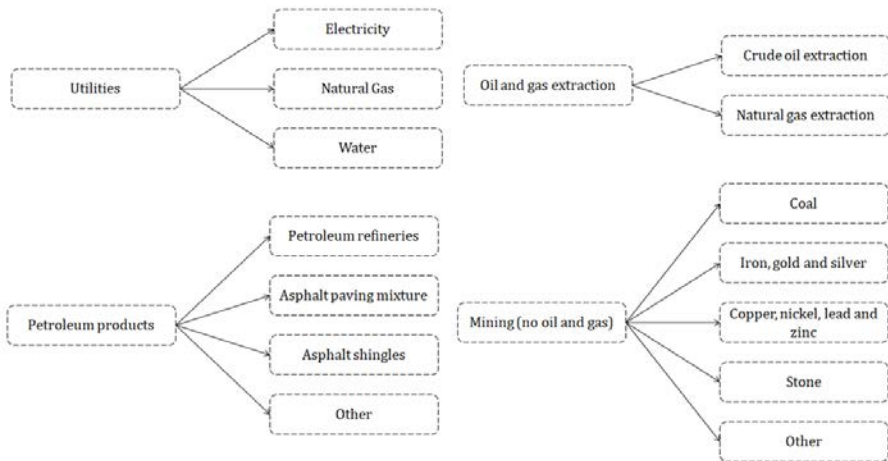 Utilities
Electricity
Natural Gas
Water
Oil and gas extraction
Crude oil extraction
Natural gas extraction
Petroleum products
Petroleum refineries
Asphalt paving mixture
Asphalt shingles
Other
Mining (no oil and gas)
Coal
Iron, gold and silver
Copper, nickel, lead and
zinc
Stone
Other